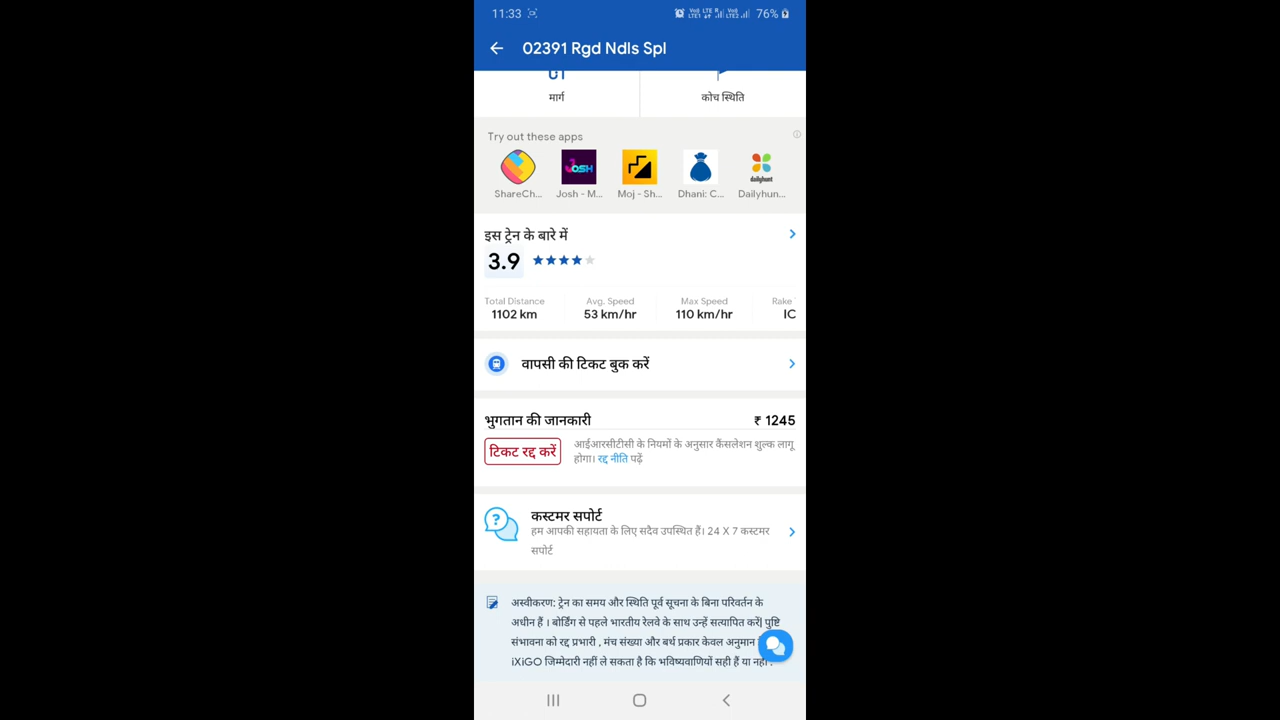 11:33
76%
02391 Rgd Ndls Spl
मार्ग
कोच स्थिति
Try out these apps
ShareCh...
Josh - M...
Moj - Sh...
Dhani: C...
Dailyhun...
इस ट्रेन के बारे में
3.9
Total Distance
Avg. Speed
Max Speed
Rake
1102 km
53 km/hr
110 km/hr
IC
वापसी की टिकट बुक करें
भुगतान की जानकारी
₹ 1245
टिकट रद्द करें
आईआरसीटीसी के नियमों के अनुसार कैंसलेशन शुल्क लागू
होगा। रद्द नीति पढ़ें
कस्टमर सपोर्ट
हम आपकी सहायता के लिए सदैव उपस्थित हैं। 24 X 7 कस्टमर
सपोर्ट
अस्वीकरण: ट्रेन का समय और स्थिति पूर्व सूचना के बिना परिवर्तन के
अधीन हैं । बोर्डिंग से पहले भारतीय रेलवे के साथ उन्हें सत्यापित करें| पुष्टि
संभावना को रद्द प्रभारी , मंच संख्या और बर्थ प्रकार केवल अनुमान
iXiGO जिम्मेदारी नहीं ले सकता है कि भविष्यवाणियों सही हैं या नहीं